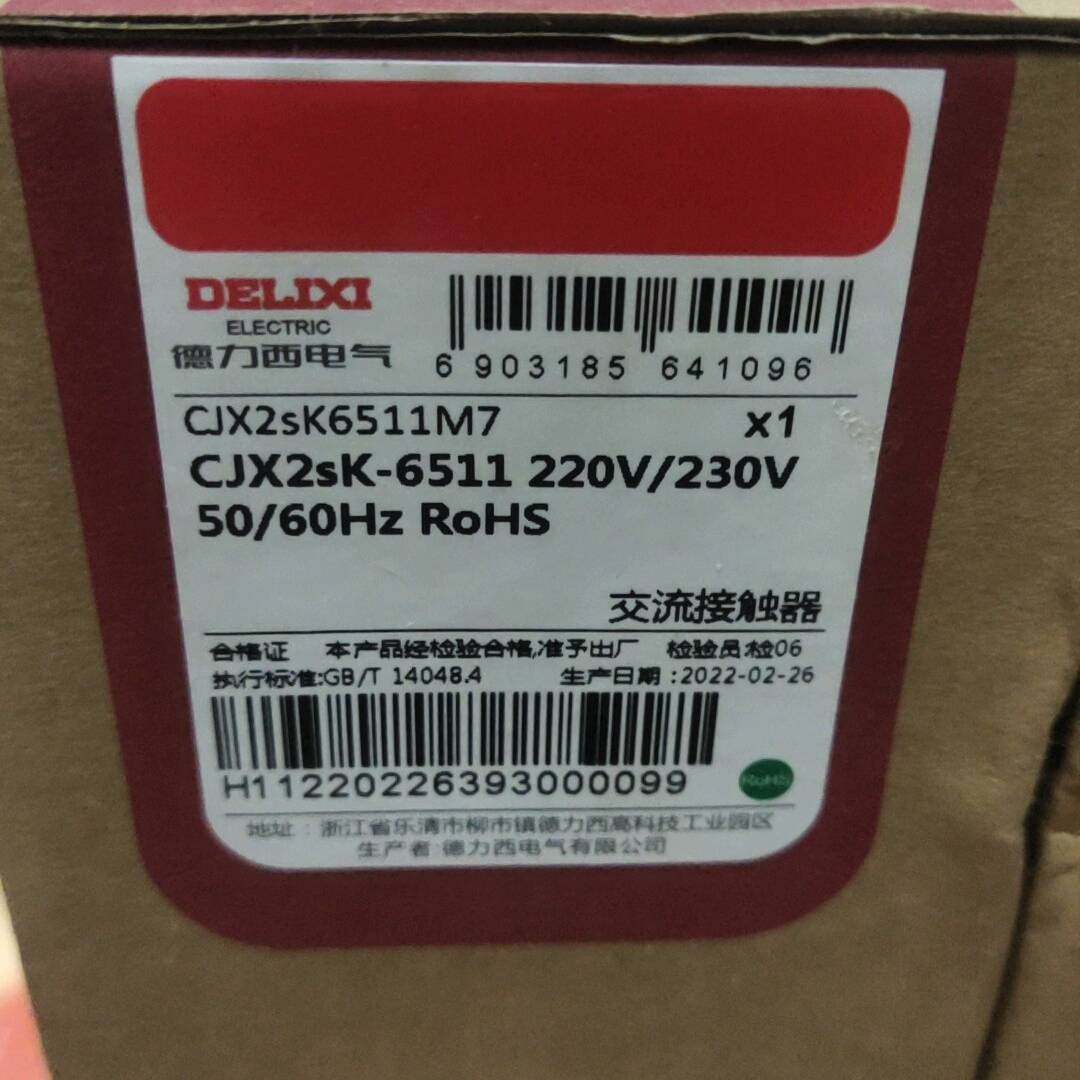 DELIXI
ELECTRIC
德力西电气
6 903185 641096
CJX2sK6511M7 x1
CJX2sK-6511 220V/230V
50/60Hz RoHS
交流接触器
合格证 本产品经检验合格,准予出厂 检验员:检06
执行标准:GB/T 14048.4 生产日期:2022-02-26
H11220226393000099
RoHS
地址:浙江省乐清市柳市镇德力西高科技工业园区
生产者:德力西电气有限公司